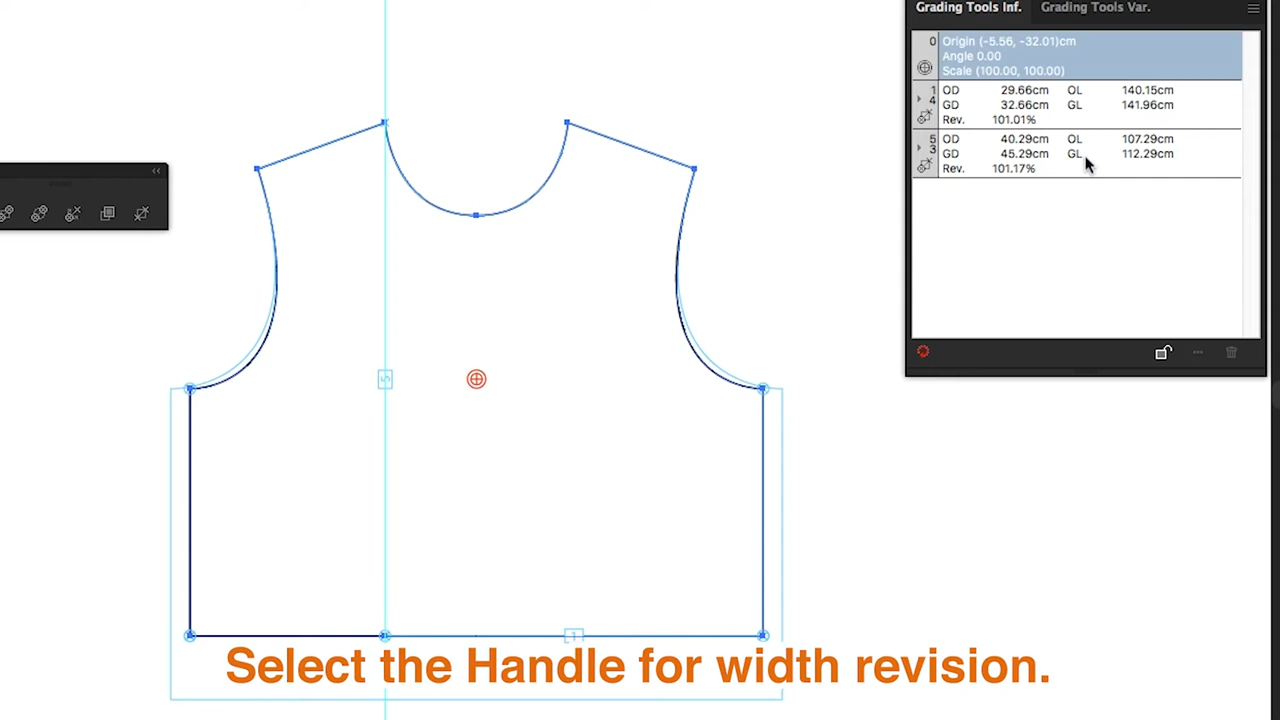 Grading Tools Inf. Grading Tools Var.
0 Origin (-5.56, -32.01)cm
Angle 0.00
Scale (100.00, 100.00)
1 OD 29.66cm OL 140.15cm
4 GD 32.66cm GL 141.96cm
Rev. 101.01%
5 OD 40.29cm OL 107.29cm
3 GD 45.29cm GL 112.29cm
Rev. 101.17%
5
1
Select the Handle for width revision.